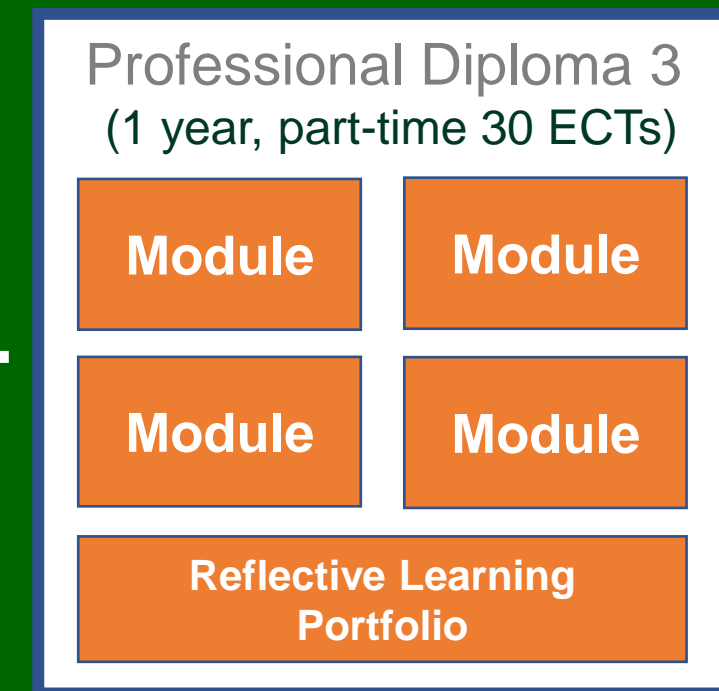 Professional Diploma 3
(1 year, part-time 30 ECTs)
Module
Module
Module
Module
Reflective Learning
Portfolio